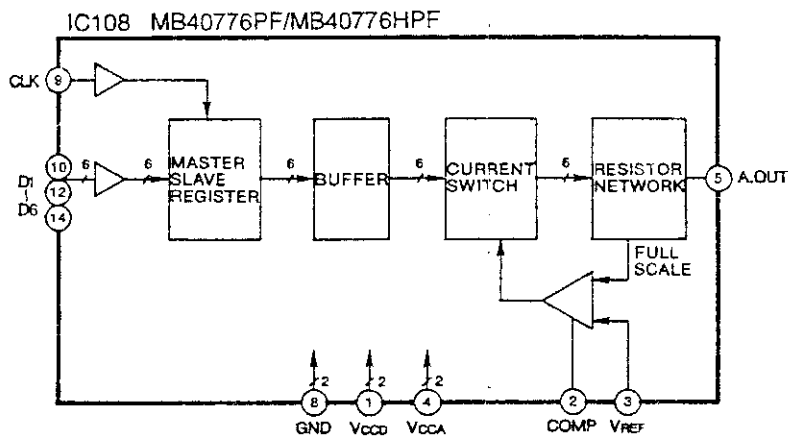 IC108 MB40776PF/MB40776HPF
CLK 9
10
D1 6 6 MASTER SLAVE REGISTER 6 BUFFER 6 CURRENT SWITCH 6 RESISTOR NETWORK 5 A.OUT
12
D6 14
FULL SCALE
2 2 2
8 1 4 2 3
GND VCCD VCCA COMP VREF